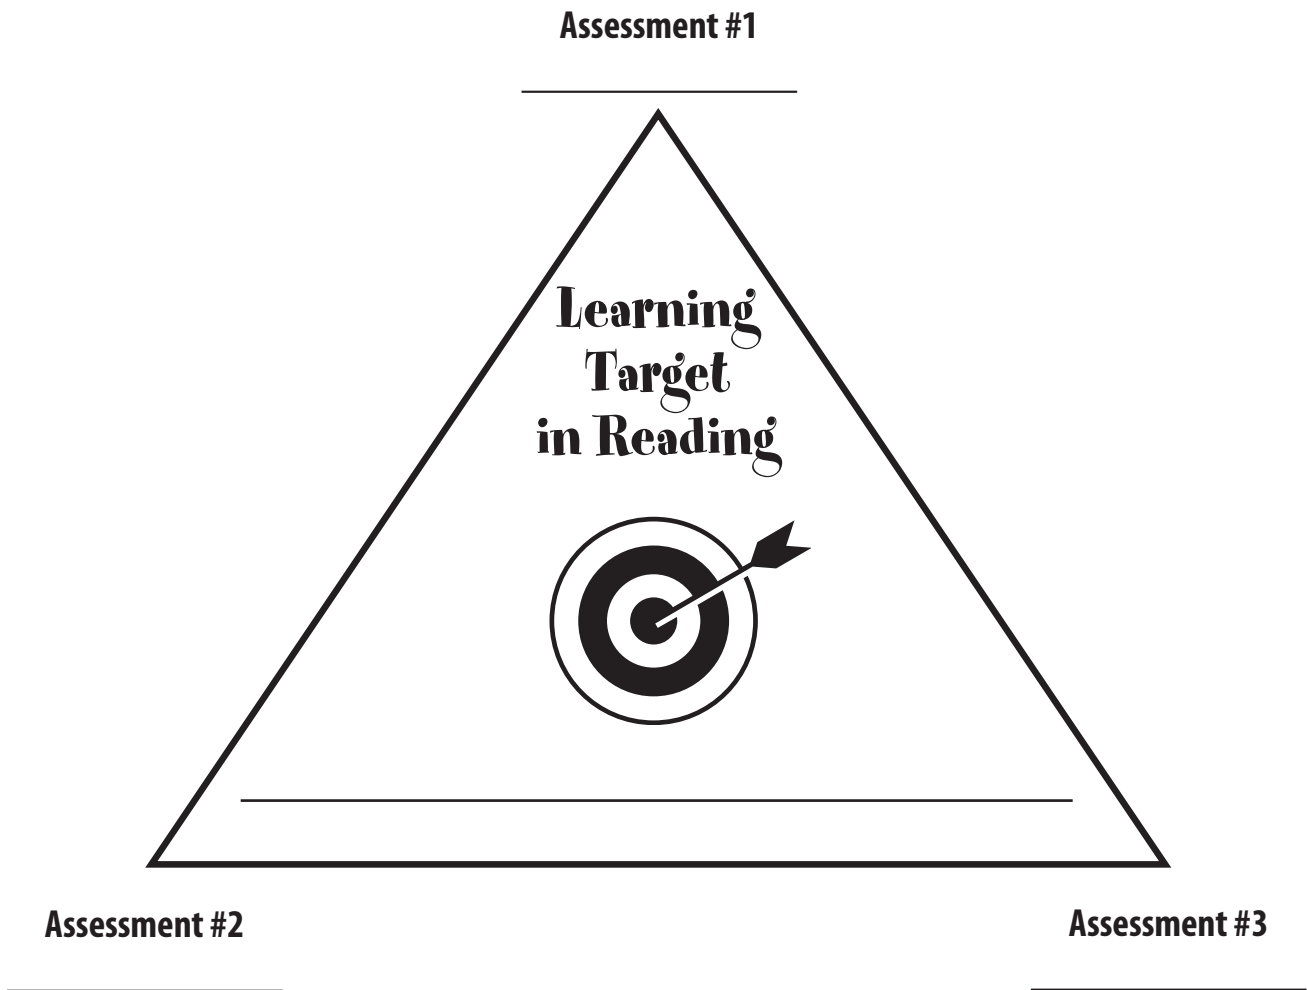 Assessment #1
Learning
Target
in Reading
Assessment #2
Assessment #3